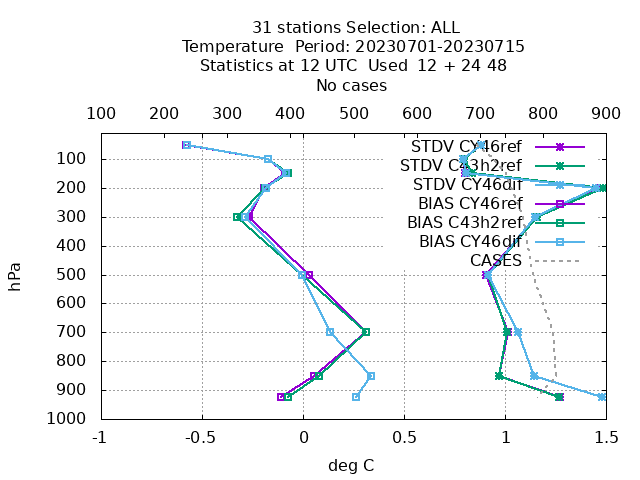 31 stations Selection: ALL
Temperature  Period: 20230701-20230715
Statistics at 12 UTC  Used  12 + 24 48
No cases
100 200 300 400 500 600 700 800 900
STDV CY46ref
STDV C43h2ref
STDV CY46dif
BIAS CY46ref
BIAS C43h2ref
BIAS CY46dif
CASES
hPa
100
200
300
400
500
600
700
800
900
1000
-1 -0.5 0 0.5 1 1.5
deg C